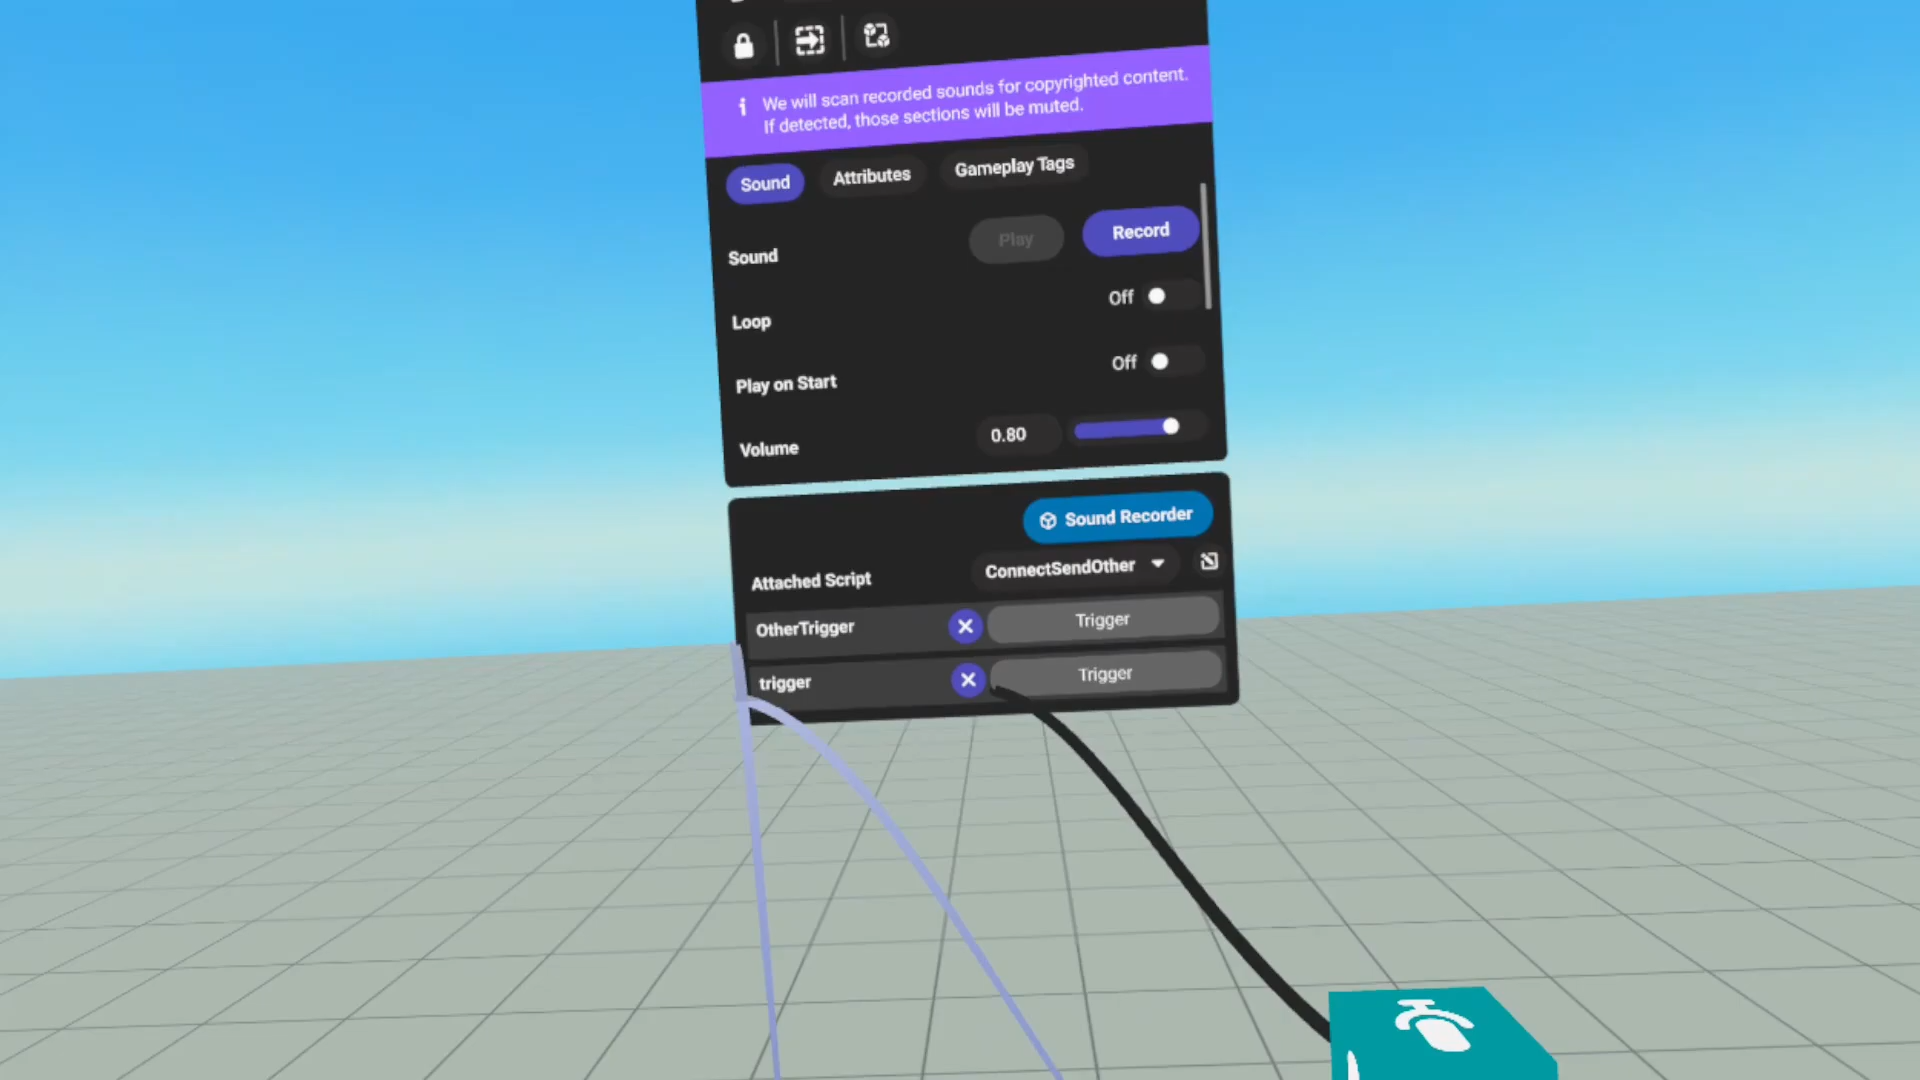 We will scan recorded sounds for copyrighted content.
If detected, those sections will be muted.
Sound
Attributes
Gameplay Tags
Sound
Play
Record
Loop
Off
Play on Start
Off
Volume
0.80
Sound Recorder
Attached Script
ConnectSendOther
OtherTrigger
Trigger
trigger
Trigger